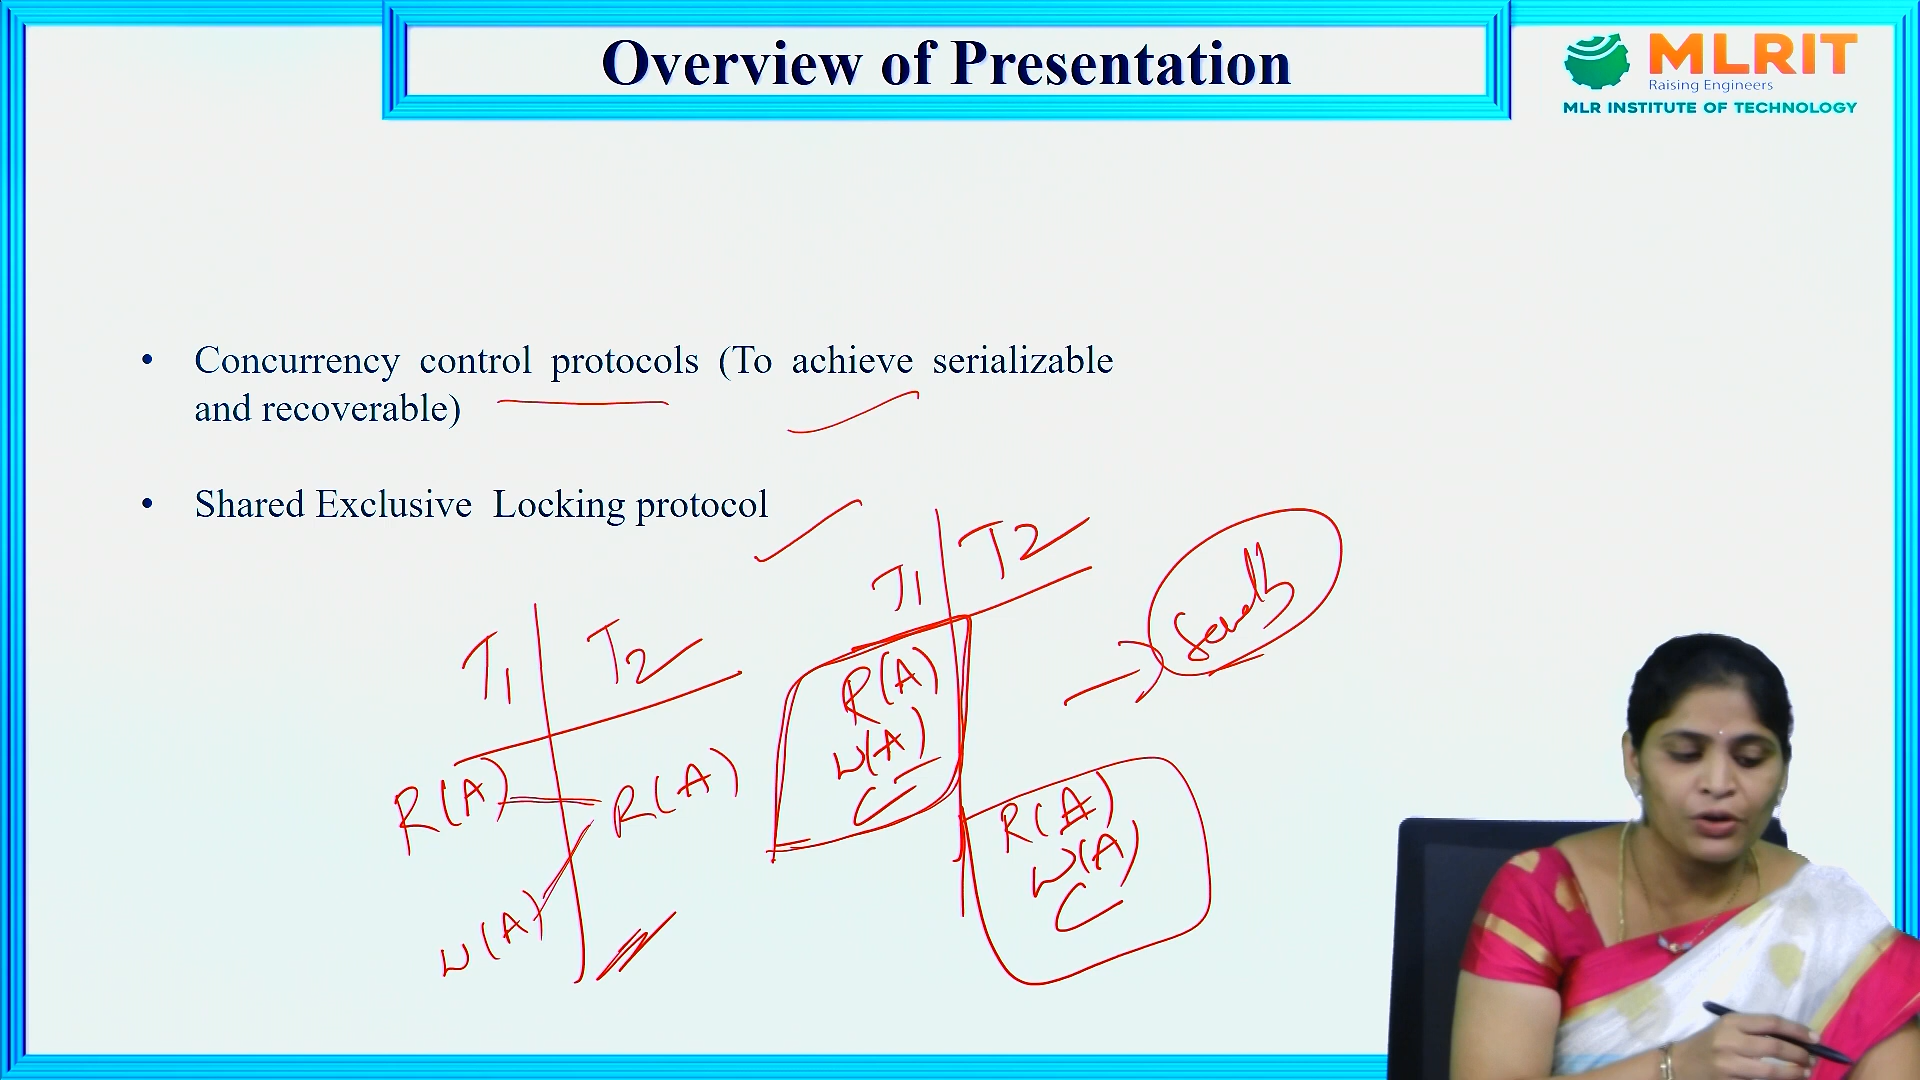 Overview of Presentation
MLRIT
Raising Engineers
MLR INSTITUTE OF TECHNOLOGY
• Concurrency control protocols (To achieve serializable
and recoverable)
• Shared Exclusive Locking protocol
T1 T2
R(A) R(A)
W(A)
T1 T2
R(A)
W(A)
C
R(A)
W(A)
C